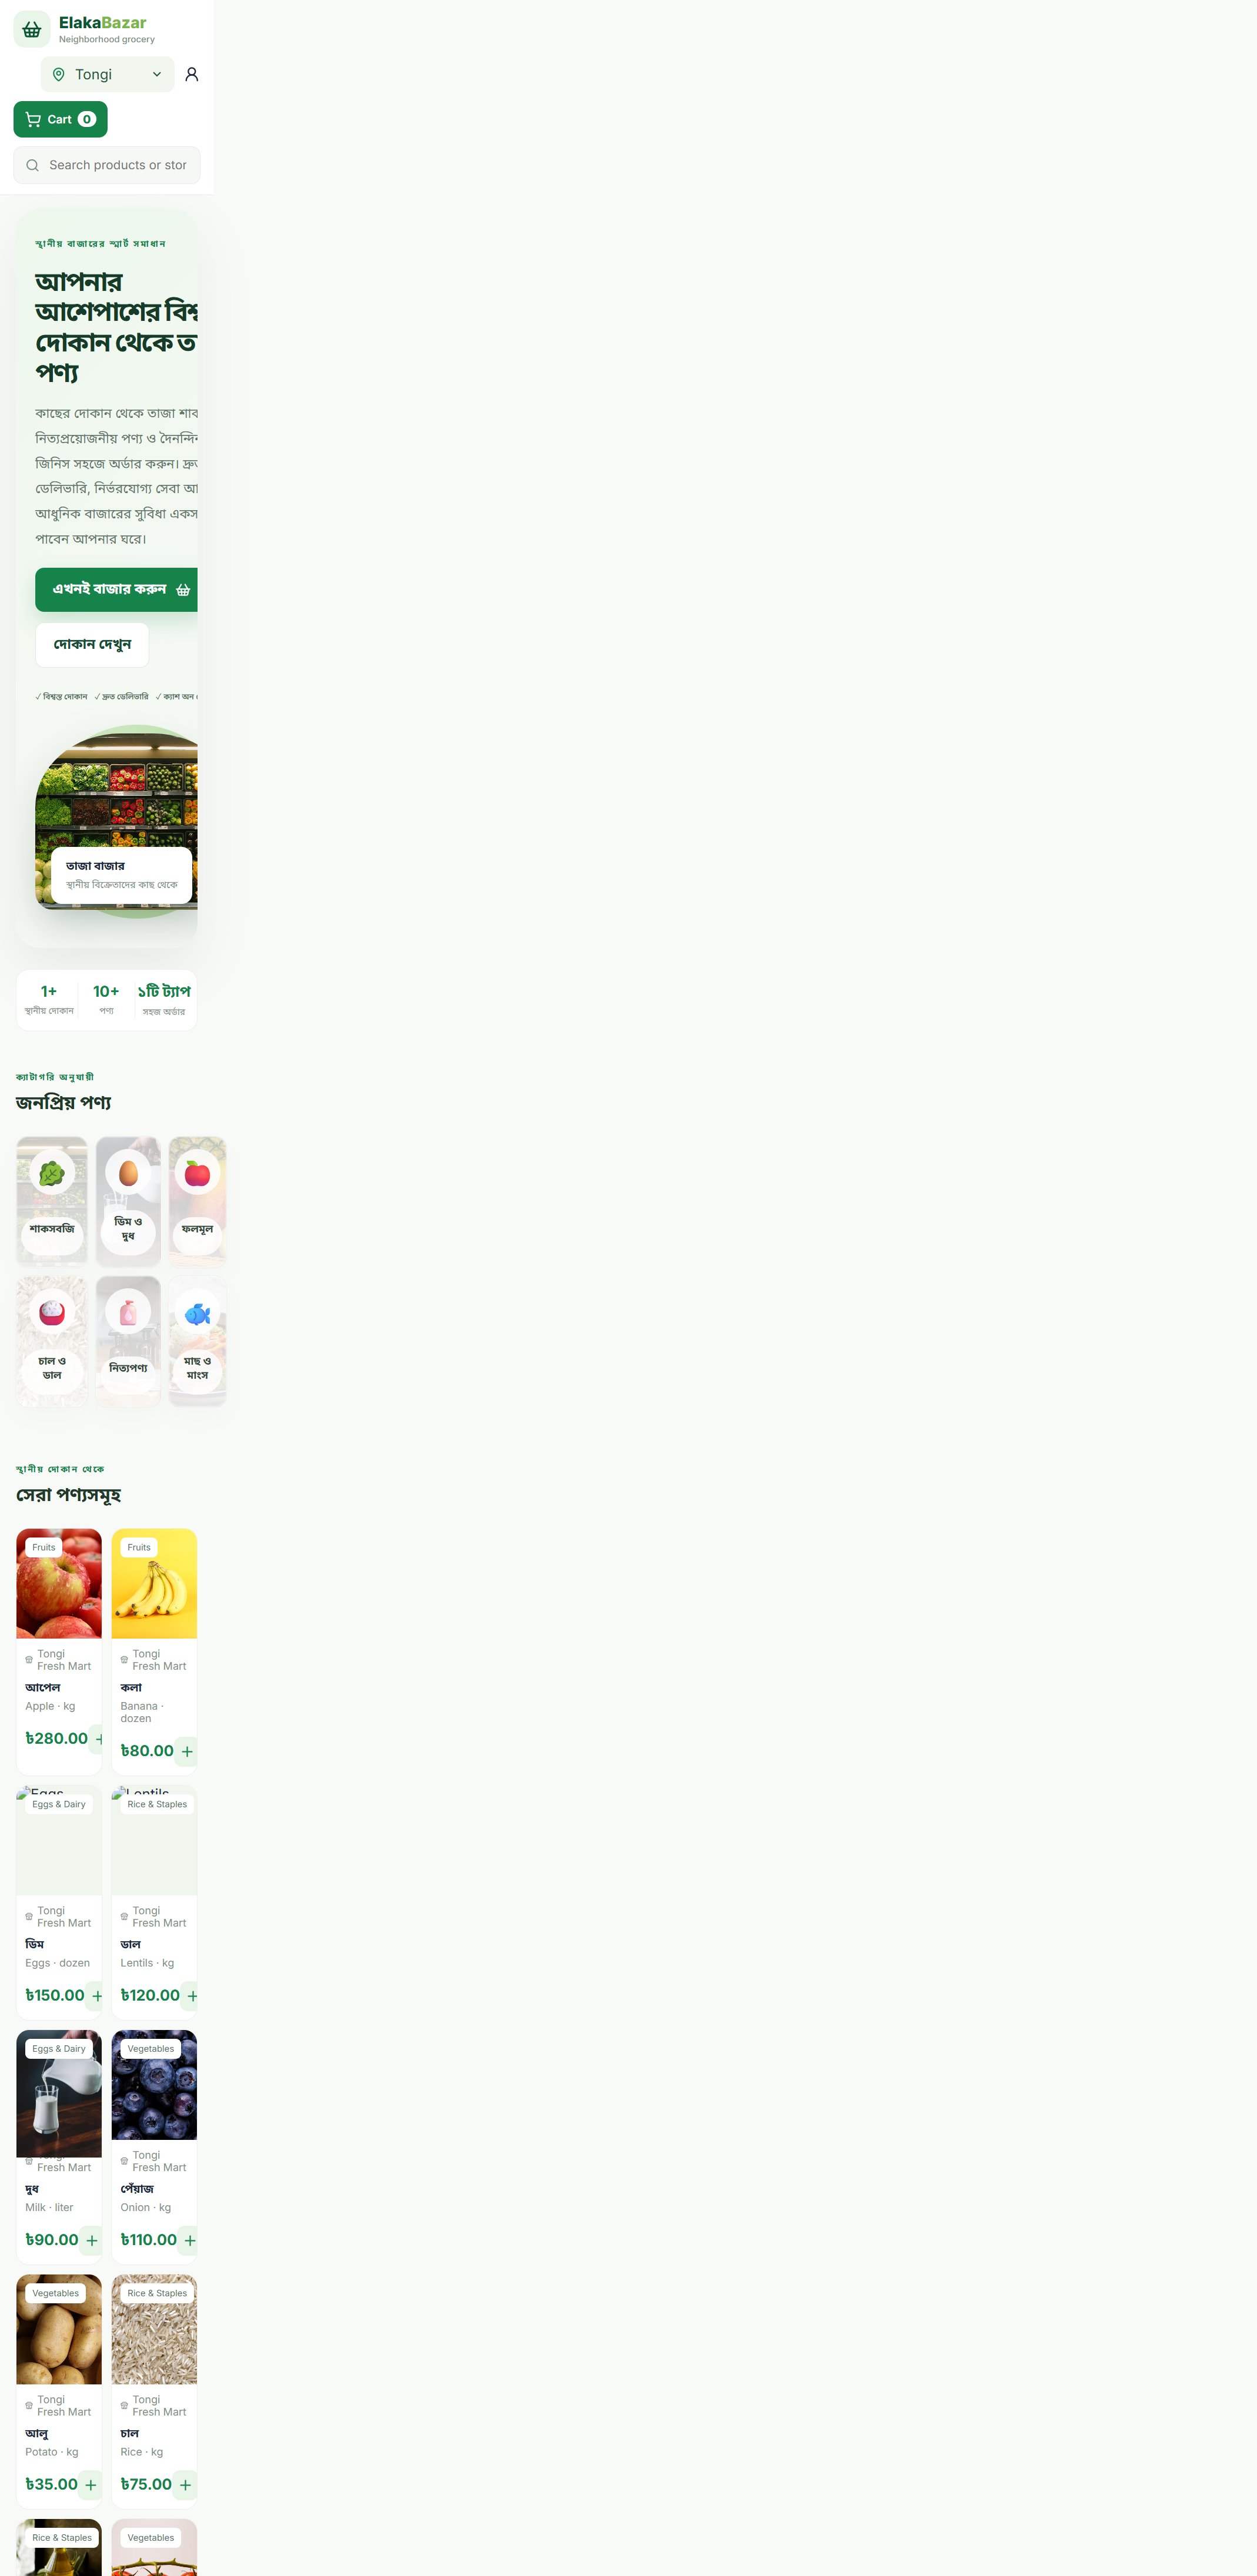 ElakaBazar
Neighborhood grocery
Tongi
Cart 0
Search products or stor
স্থানীয় বাজারের স্মার্ট সমাধান
আপনার
আশেপাশের
দোকান থেকে
পণ্য
কাছের দোকান থেকে তাজা
নিত্যপ্রয়োজনীয় পণ্য ও
জিনিস সহজে অর্ডার করুন।
ডেলিভারি, নির্ভরযোগ্য সেবা
আধুনিক বাজারের সুবিধা
পাবেন আপনার ঘরে।
এখনই বাজার করুন
দোকান দেখুন
✓ বিশ্বস্ত দোকান ✓ দ্রুত ডেলিভারি ✓ ক্যাশ অন
তাজা বাজার
স্থানীয় বিক্রেতাদের কাছ থেকে
1+ 10+ ১টি ট্যাপ
স্থানীয় দোকান পণ্য সহজ অর্ডার
ক্যাটাগরি অনুযায়ী
জনপ্রিয় পণ্য
শাকসবজি
ডিম ও
দুধ
ফলমূল
চাল ও
ডাল
নিত্যপণ্য
মাছ ও
মাংস
স্থানীয় দোকান থেকে
সেরা পণ্যসমূহ
Fruits
Tongi
Fresh Mart
আপেল
Apple · kg
৳280.00 +
Fruits
Tongi
Fresh Mart
কলা
Banana ·
dozen
৳80.00 +
Eggs
Eggs & Dairy
Tongi
Fresh Mart
ডিম
Eggs · dozen
৳150.00 +
Lentils
Rice & Staples
Tongi
Fresh Mart
ডাল
Lentils · kg
৳120.00 +
Eggs & Dairy
Tongi
Fresh Mart
দুধ
Milk · liter
৳90.00 +
Vegetables
Tongi
Fresh Mart
পেঁয়াজ
Onion · kg
৳110.00 +
Vegetables
Tongi
Fresh Mart
আলু
Potato · kg
৳35.00 +
Rice & Staples
Tongi
Fresh Mart
চাল
Rice · kg
৳75.00 +
Rice & Staples
Vegetables